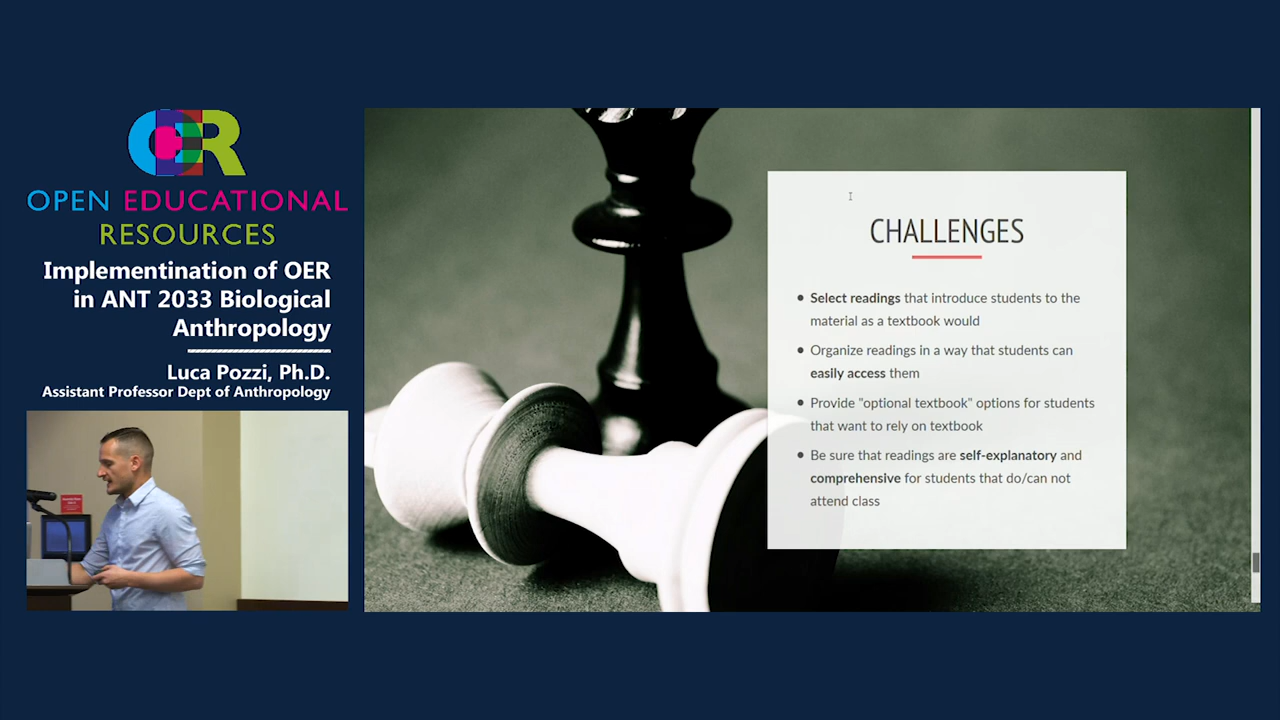 OER
OPEN EDUCATIONAL
RESOURCES
Implementination of OER
in ANT 2033 Biological
Anthropology
Luca Pozzi, Ph.D.
Assistant Professor Dept of Anthropology
CHALLENGES
• Select readings that introduce students to the
material as a textbook would
• Organize readings in a way that students can
easily access them
• Provide "optional textbook" options for students
that want to rely on textbook
• Be sure that readings are self-explanatory and
comprehensive for students that do/can not
attend class